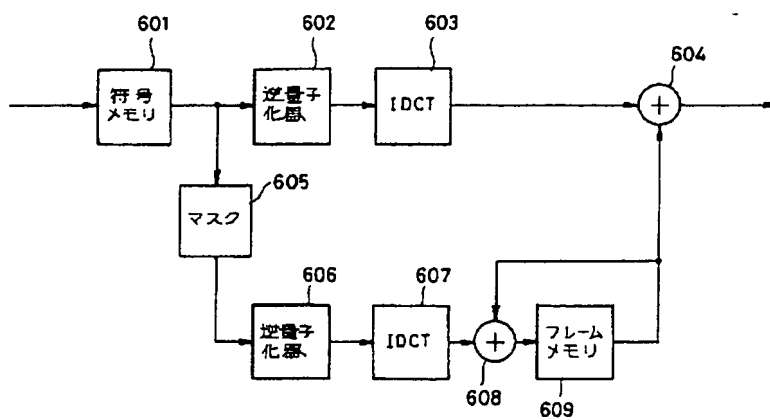 601
符号
メモリ
602
逆量子
化器
603
IDCT
604
+
605
マスク
606
逆量子
化器
607
IDCT
+
608
フレーム
メモリ
609